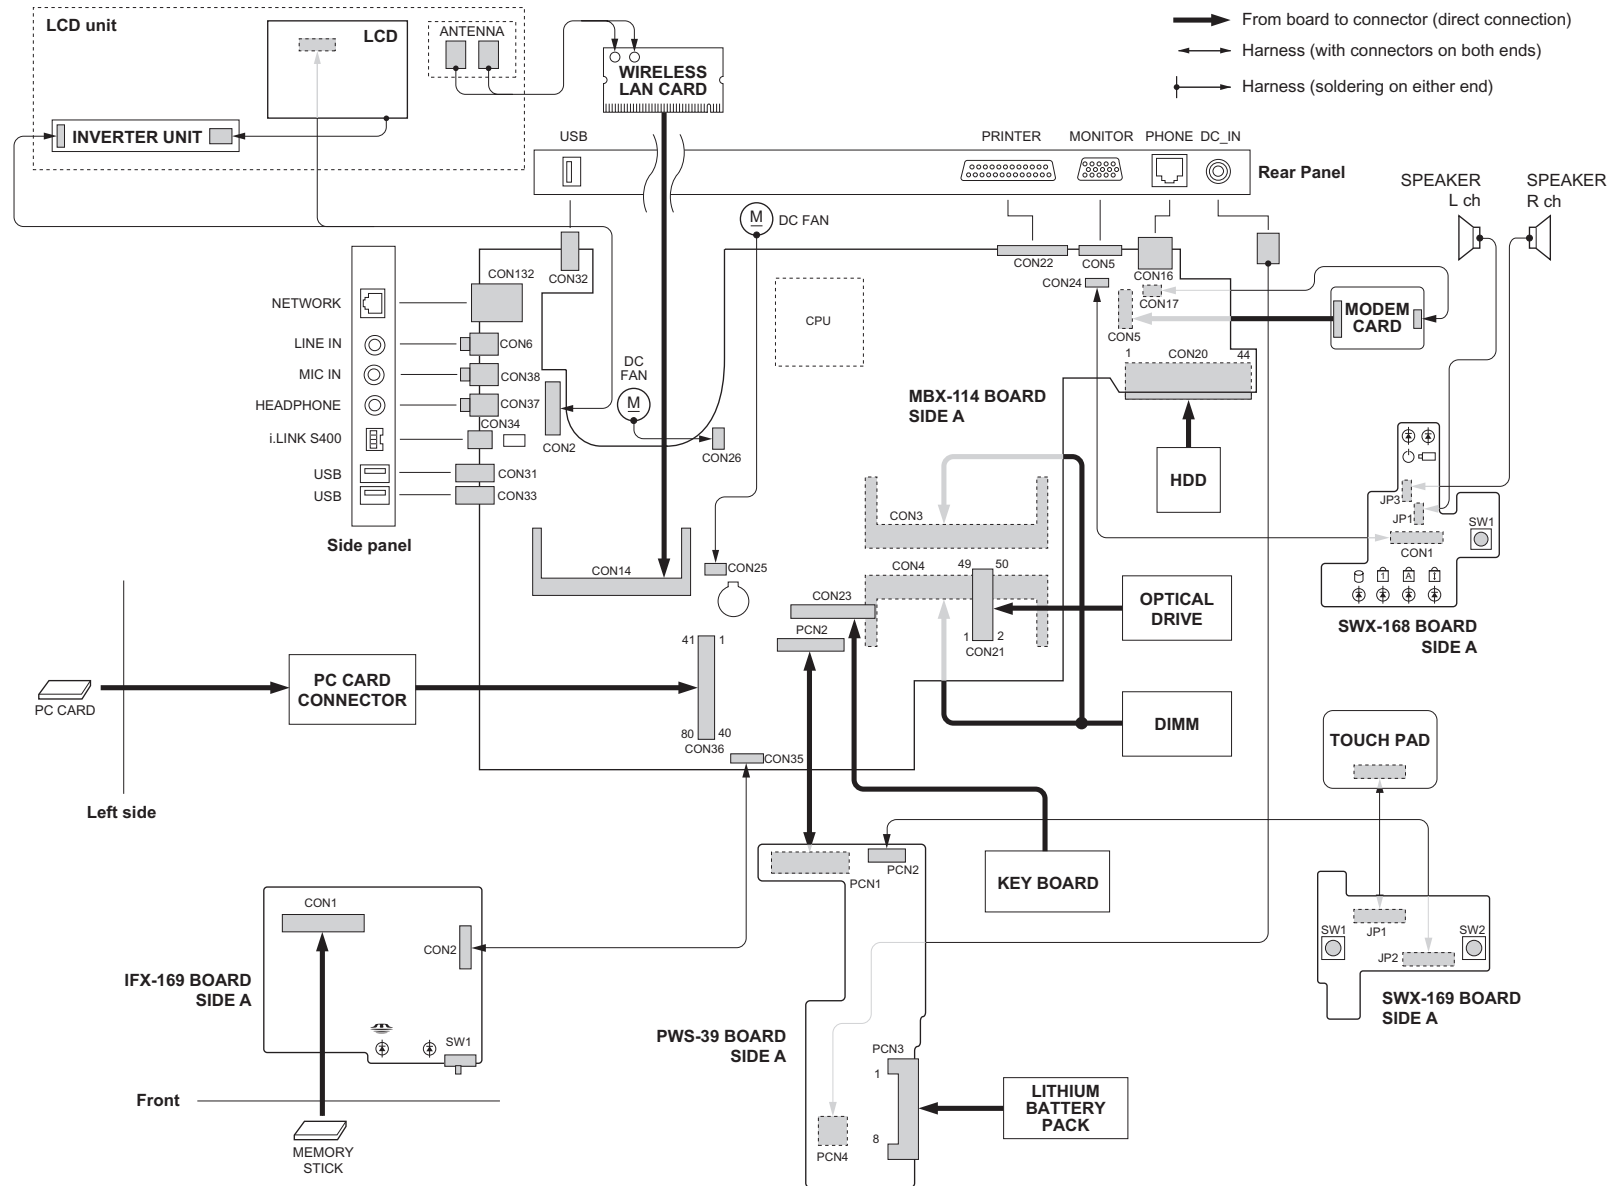 LCD unit
LCD
ANTENNA
WIRELESS
LAN CARD
INVERTER UNIT
From board to connector (direct connection)
Harness (with connectors on both ends)
Harness (soldering on either end)
USB
PRINTER
MONITOR
PHONE
DC_IN
Rear Panel
SPEAKER
L ch
SPEAKER
R ch
M
DC FAN
CON132
CON32
CON22
CON5
CON16
CON24
CON17
CON5
MODEM
CARD
NETWORK
LINE IN
MIC IN
HEADPHONE
i.LINK S400
USB
USB
Side panel
CON6
CON38
CON37
CON34
CON31
CON33
CON2
DC
FAN
M
CON26
CPU
1
CON20
44
MBX-114 BOARD
SIDE A
HDD
JP3
JP1
SW1
CON1
1
A
SWX-168 BOARD
SIDE A
CON14
CON25
CON3
CON4
49
50
1
2
CON21
CON23
PCN2
OPTICAL
DRIVE
DIMM
41
1
80
40
CON36
CON35
PC CARD
PC CARD
CONNECTOR
Left side
TOUCH PAD
KEY BOARD
PCN1
PCN2
SW1
JP1
JP2
SW2
SWX-169 BOARD
SIDE A
CON1
CON2
IFX-169 BOARD
SIDE A
SW1
Front
MEMORY
STICK
PWS-39 BOARD
SIDE A
PCN3
1
8
PCN4
LITHIUM
BATTERY
PACK